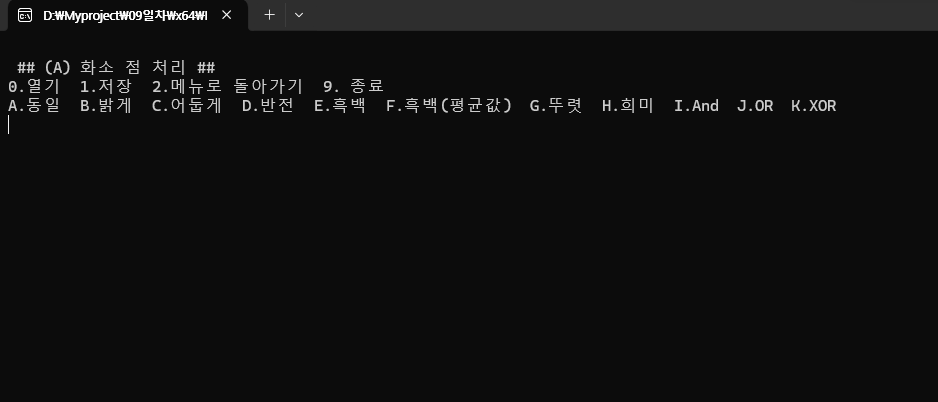 D:\Myproject\09일차\x64\
## (A) 화소 점 처리 ##
0.열기 1.저장 2.메뉴로 돌아가기 9. 종료
A.동일 B.밝게 C.어둡게 D.반전 E.흑백 F.흑백(평균값) G.뚜렷 H.희미 I.And J.OR K.XOR